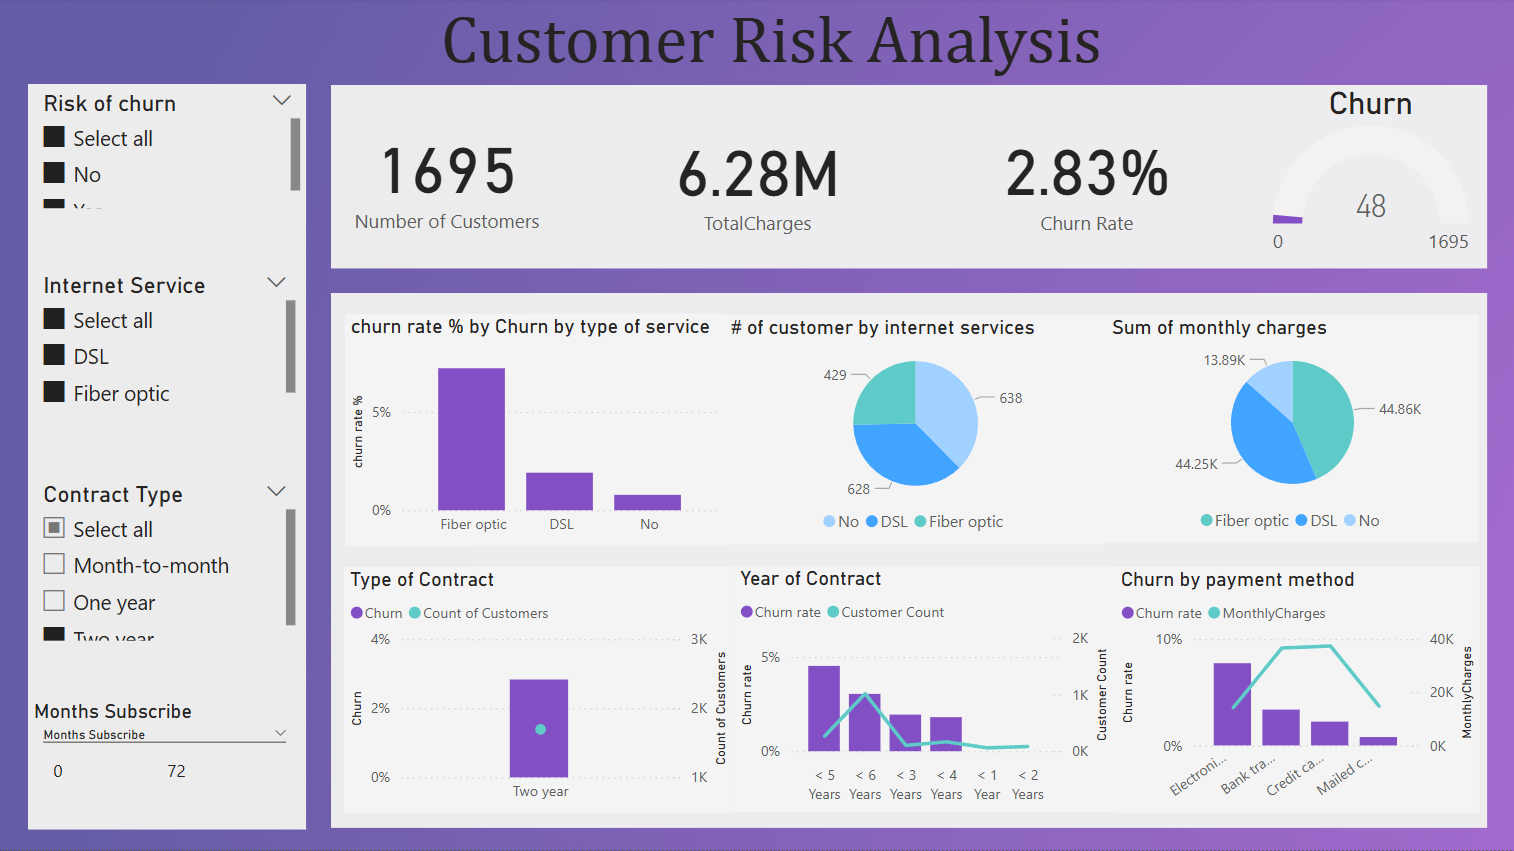 Customer Risk Analysis
Risk of churn
Select all
No
Yes
Internet Service
Select all
DSL
Fiber optic
Contract Type
Select all
Month-to-month
One year
Two year
Months Subscribe
Months Subscribe
0 72
1695
Number of Customers
6.28M
TotalCharges
2.83%
Churn Rate
Churn
48
0 1695
churn rate % by Churn by type of service
churn rate %
5%
0%
Fiber optic DSL No
# of customer by internet services
429
638
628
No DSL Fiber optic
Sum of monthly charges
13.89K
44.86K
44.25K
Fiber optic DSL No
Type of Contract
Churn Count of Customers
4% 3K
2% 2K
0% 1K
Churn
Count of Customers
Two year
Year of Contract
Churn rate Customer Count
5%
0%
2K
1K
0K
Churn rate
Customer Count
< 5 < 6 < 3 < 4 < 1 < 2
Years Years Years Years Year Years
Churn by payment method
Churn rate MonthlyCharges
10% 40K
20K
0% 0K
Churn rate
MonthlyCharges
Electroni... Bank tra... Credit ca... Mailed c...